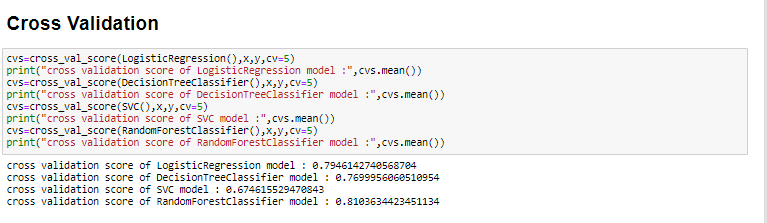 Cross Validation
cvs=cross_val_score(LogisticRegression(),x,y,cv=5)
print("cross validation score of LogisticRegression model :",cvs.mean())
cvs=cross_val_score(DecisionTreeClassifier(),x,y,cv=5)
print("cross validation score of DecisionTreeClassifier model :",cvs.mean())
cvs=cross_val_score(SVC(),x,y,cv=5)
print("cross validation score of SVC model :",cvs.mean())
cvs=cross_val_score(RandomForestClassifier(),x,y,cv=5)
print("cross validation score of RandomForestClassifier model :",cvs.mean())
cross validation score of LogisticRegression model : 0.7946142740568704
cross validation score of DecisionTreeClassifier model : 0.7699956060510954
cross validation score of SVC model : 0.674615529470843
cross validation score of RandomForestClassifier model : 0.8103634423451134